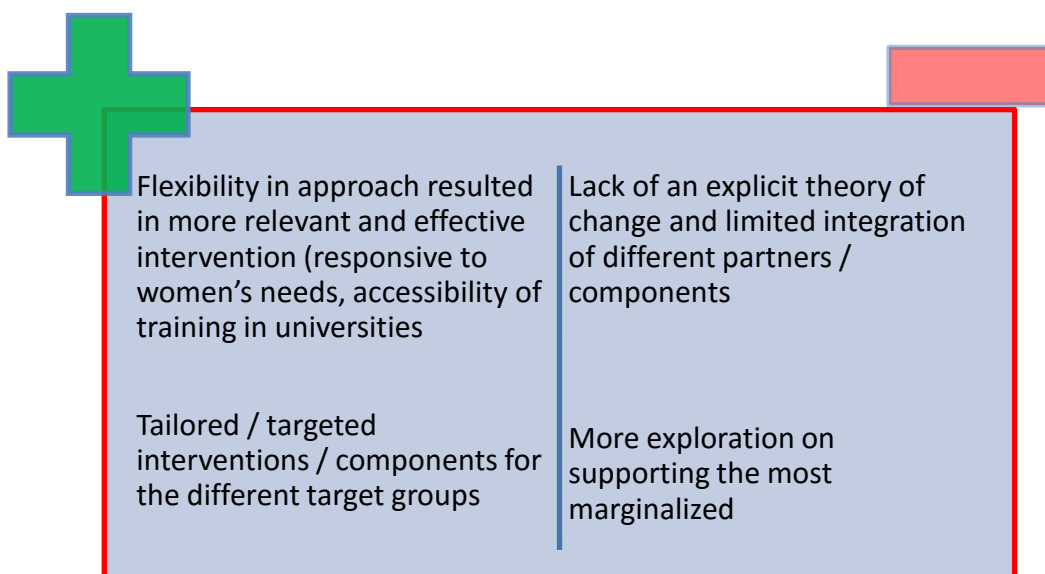 Flexibility in approach resulted
in more relevant and effective
intervention (responsive to
women’s needs, accessibility of
training in universities
Tailored / targeted
interventions / components for
the different target groups
Lack of an explicit theory of
change and limited integration
of different partners /
components
More exploration on
supporting the most
marginalized